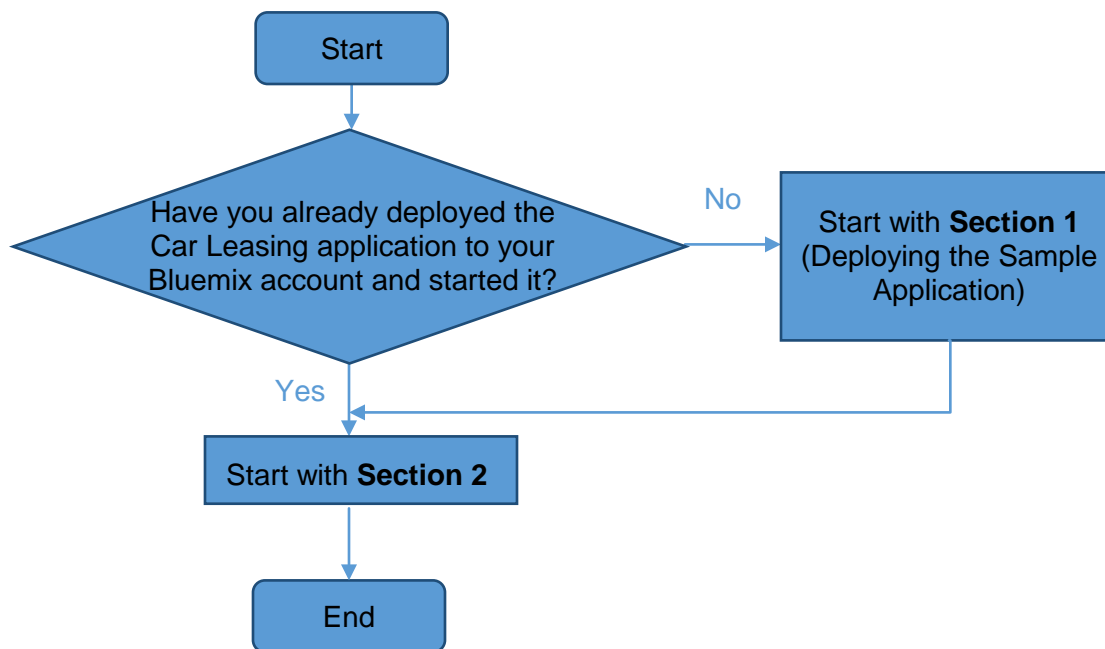 Start
Have you already deployed the
Car Leasing application to your
Bluemix account and started it?
No
Start with Section 1
(Deploying the Sample
Application)
Yes
Start with Section 2
End